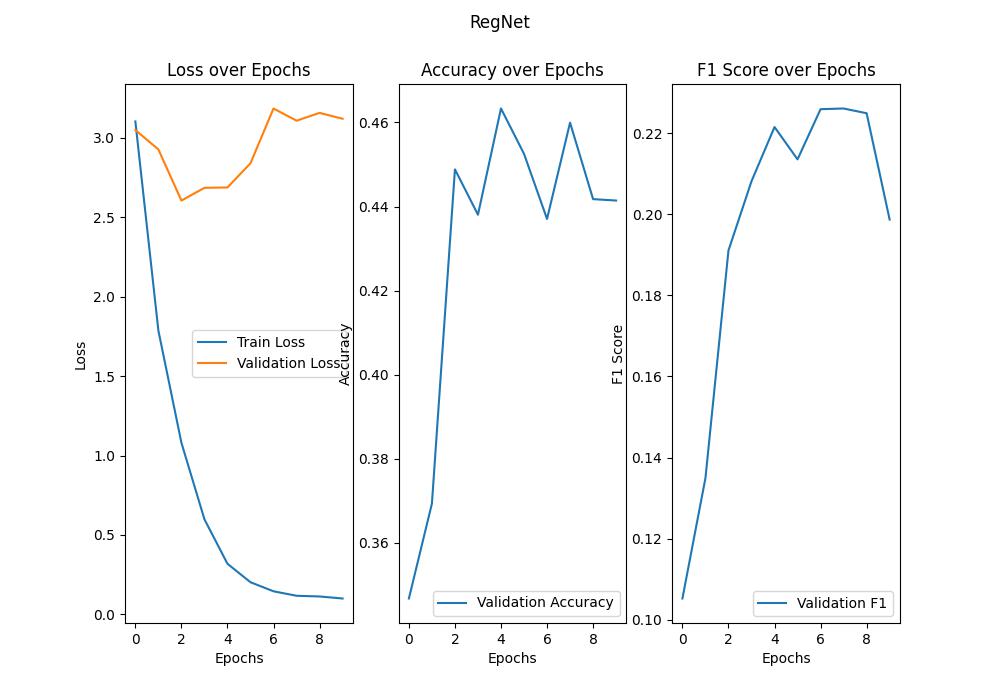 RegNet
Loss over Epochs
Loss
3.0
2.5
2.0
1.5
1.0
0.5
0.0
0 2 4 6 8
Epochs
Train Loss
Validation Loss
Accuracy over Epochs
Accuracy
0.46
0.44
0.42
0.40
0.38
0.36
0 2 4 6 8
Epochs
Validation Accuracy
F1 Score over Epochs
F1 Score
0.22
0.20
0.18
0.16
0.14
0.12
0.10
0 2 4 6 8
Epochs
Validation F1